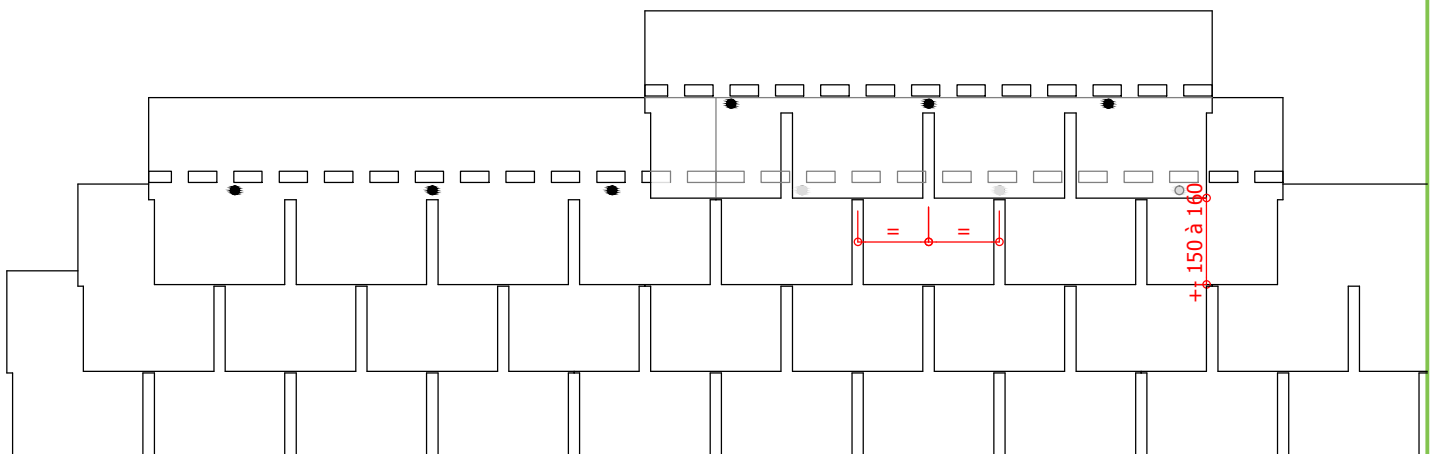 = =
+: 150 à 160